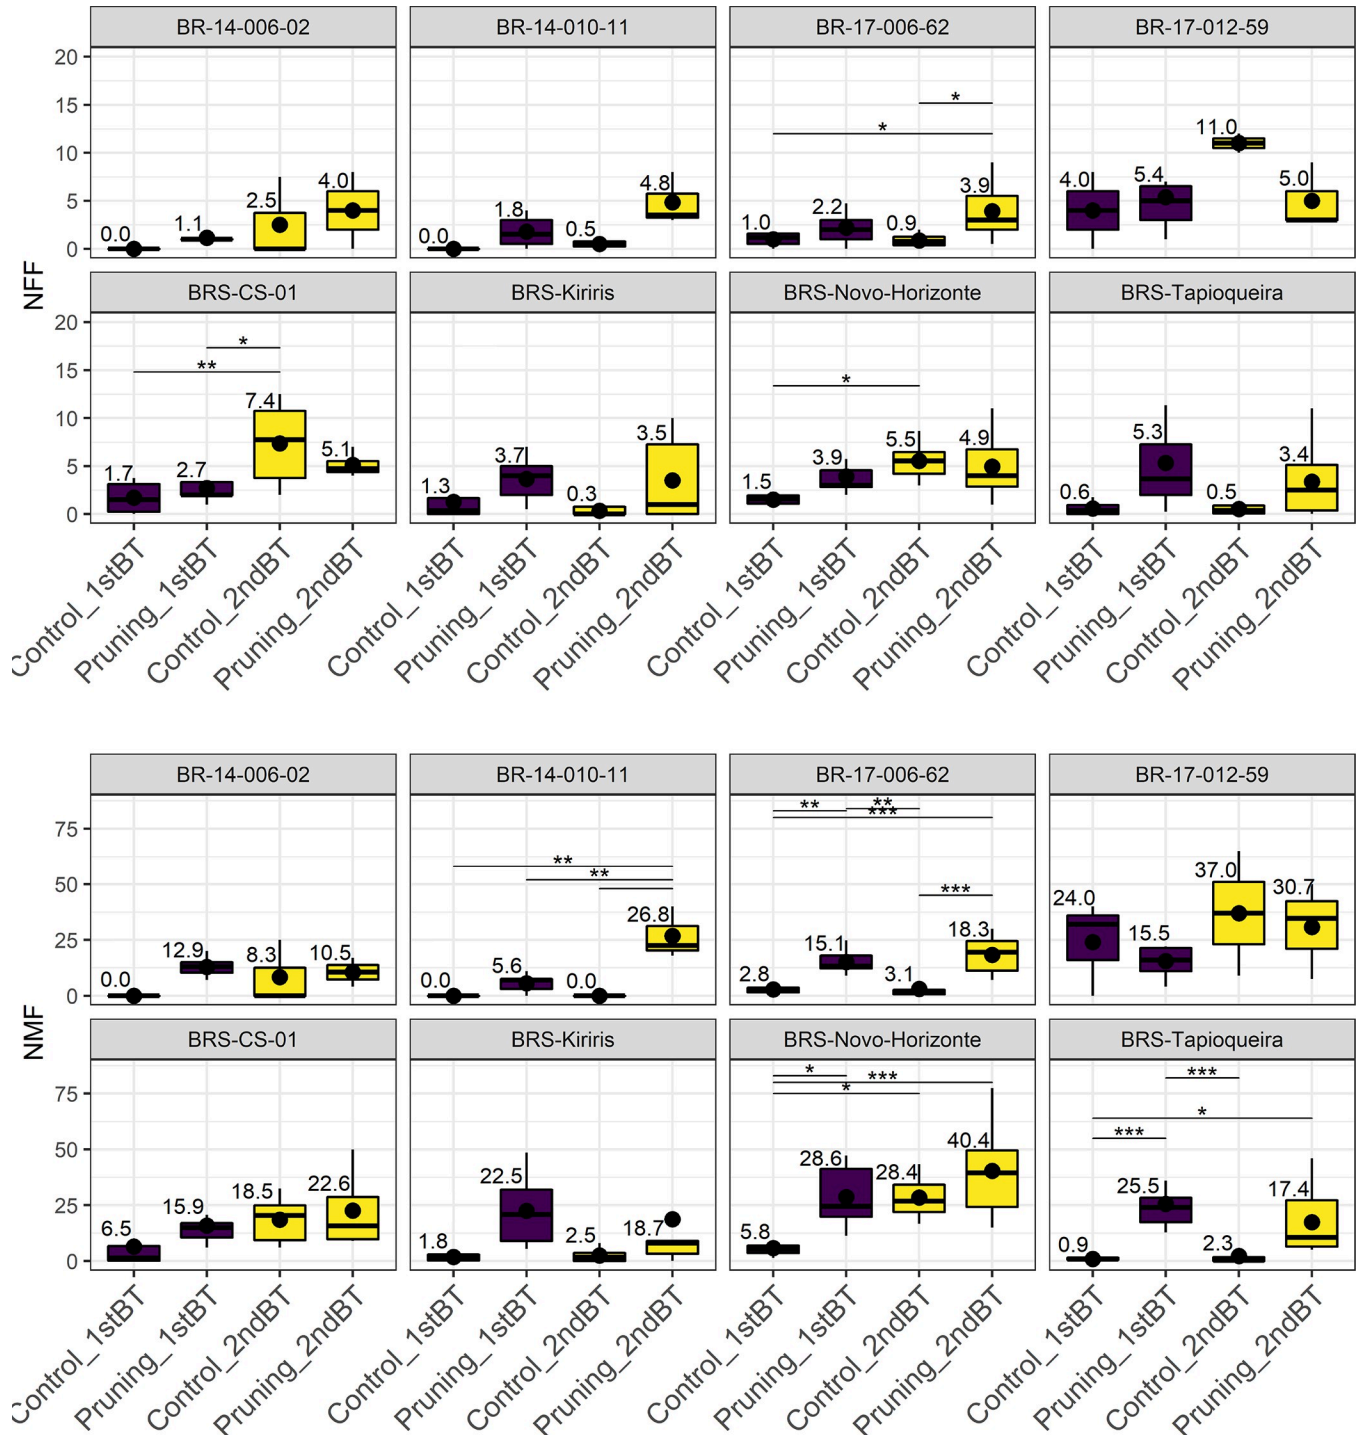 BR-14-006-02 BR-14-010-11 BR-17-006-62 BR-17-012-59
NFF
20
15
10
5
0
0.0 1.1 2.5 4.0
0.0 1.8 0.5 4.8
1.0 2.2 0.9 3.9
* *
4.0 5.4 11.0 5.0
BRS-CS-01 BRS-Kiriris BRS-Novo-Horizonte BRS-Tapioqueira
20
15
10
5
0
1.7 2.7 7.4 5.1
* **
1.3 3.7 0.3 3.5
1.5 3.9 5.5 4.9
*
0.6 5.3 0.5 3.4
Control_1stBT Pruning_1stBT Control_2ndBT Pruning_2ndBT
Control_1stBT Pruning_1stBT Control_2ndBT Pruning_2ndBT
Control_1stBT Pruning_1stBT Control_2ndBT Pruning_2ndBT
Control_1stBT Pruning_1stBT Control_2ndBT Pruning_2ndBT
BR-14-006-02 BR-14-010-11 BR-17-006-62 BR-17-012-59
NMF
75
50
25
0
0.0 12.9 8.3 10.5
0.0 5.6 0.0 26.8
** **
2.8 15.1 3.1 18.3
** ** *** ***
24.0 15.5 37.0 30.7
BRS-CS-01 BRS-Kiriris BRS-Novo-Horizonte BRS-Tapioqueira
75
50
25
0
6.5 15.9 18.5 22.6
1.8 22.5 2.5 18.7
5.8 28.6 28.4 40.4
* *** *
0.9 25.5 2.3 17.4
*** * ***
Control_1stBT Pruning_1stBT Control_2ndBT Pruning_2ndBT
Control_1stBT Pruning_1stBT Control_2ndBT Pruning_2ndBT
Control_1stBT Pruning_1stBT Control_2ndBT Pruning_2ndBT
Control_1stBT Pruning_1stBT Control_2ndBT Pruning_2ndBT